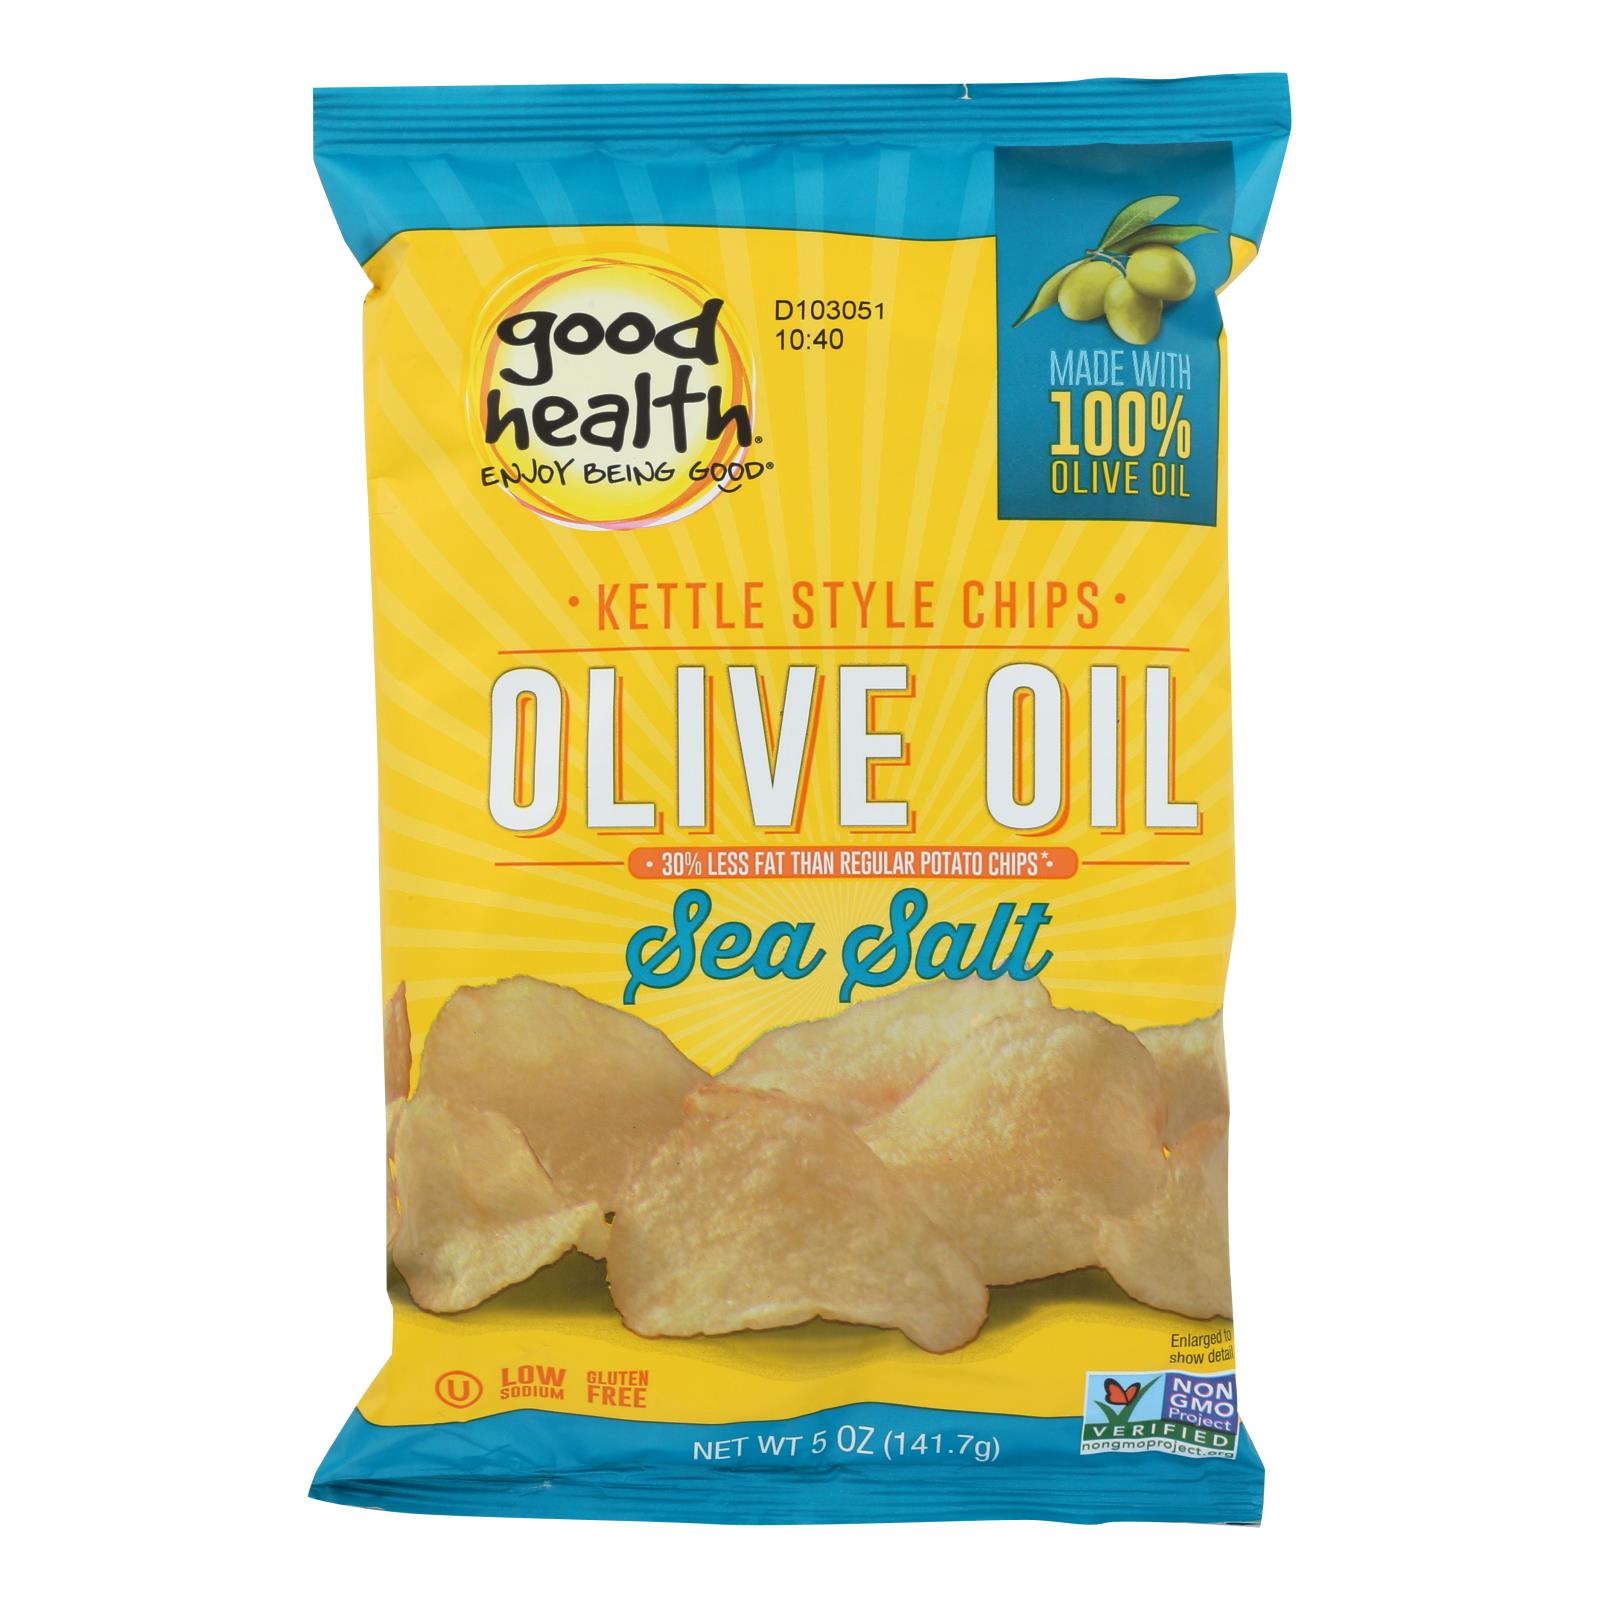 good
health®
ENJOY BEING GOOD®
D103051
10:40
MADE WITH
100%
OLIVE OIL
• KETTLE STYLE CHIPS •
OLIVE OIL
• 30% LESS FAT THAN REGULAR POTATO CHIPS* •
Sea Salt
Enlarged to
show detail
U
LOW
SODIUM
GLUTEN
FREE
NON
GMO
Project
VERIFIED
nongmoproject.org
NET WT 5 OZ (141.7g)